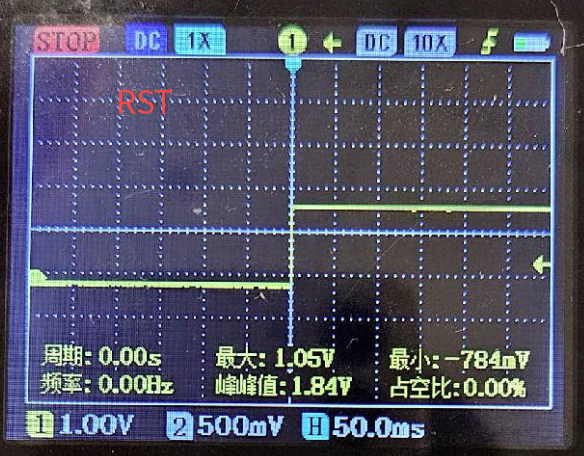 STOP DC 1X 1 DC 10X
RST
周期: 0.00s 最大: 1.05V 最小: -784mV
频率: 0.00Hz 峰峰值: 1.84V 占空比: 0.00%
1 1.00V 2 500mV H 50.0ms